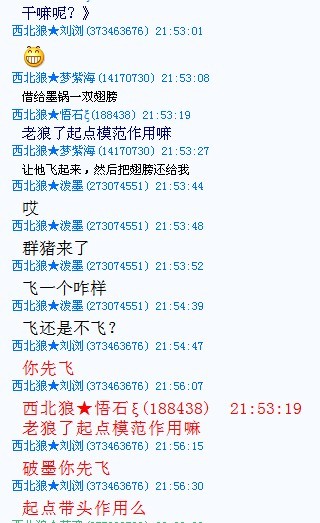 干嘛呢？》
西北狼★刘浏(373463676) 21:53:01
西北狼★梦紫海(14170730) 21:53:08
借给墨锅一双翅膀
西北狼★悟石ξ(188438) 21:53:19
老狼了起点模范作用嘛
西北狼★梦紫海(14170730) 21:53:27
让他飞起来，然后把翅膀还给我
西北狼★泼墨(273074551) 21:53:44
哎
西北狼★泼墨(273074551) 21:53:48
群猪来了
西北狼★泼墨(273074551) 21:53:52
飞一个咋样
西北狼★泼墨(273074551) 21:54:39
飞还是不飞？
西北狼★刘浏(373463676) 21:54:47
你先飞
西北狼★刘浏(373463676) 21:56:07
西北狼★悟石ξ(188438) 21:53:19
老狼了起点模范作用嘛
西北狼★刘浏(373463676) 21:56:15
破墨你先飞
西北狼★刘浏(373463676) 21:56:30
起点带头作用么